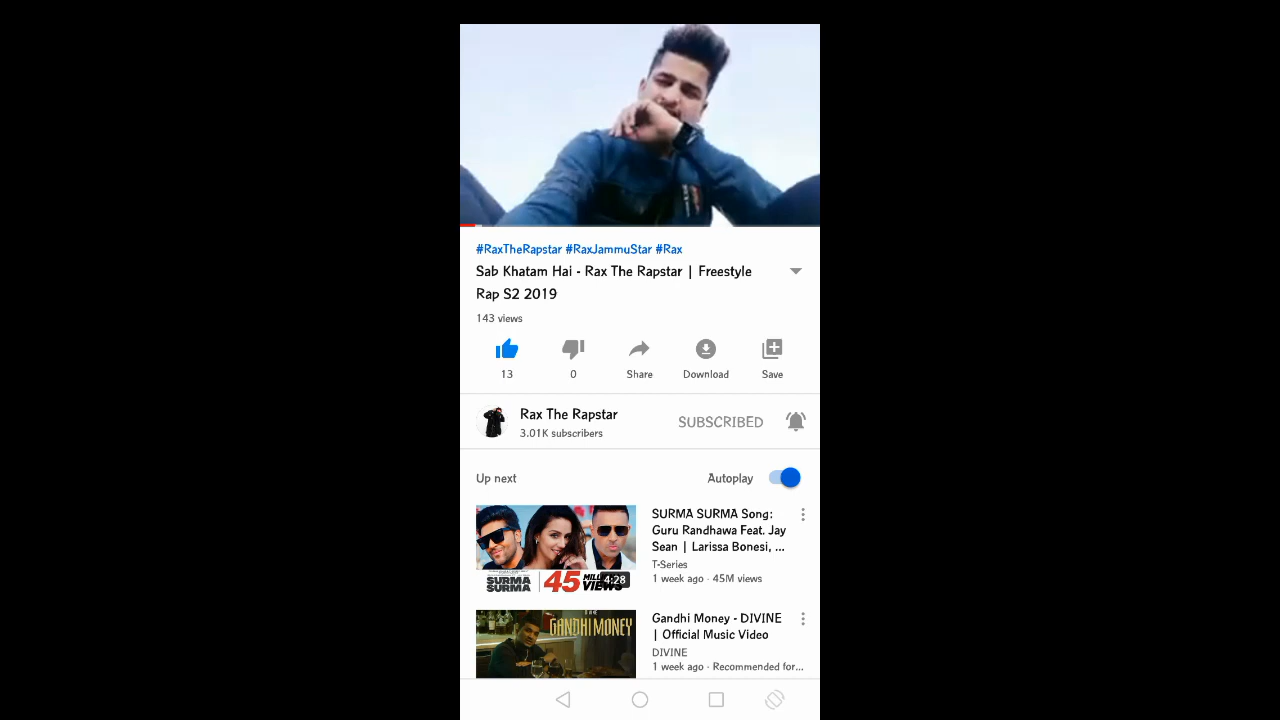 #RaxTheRapstar #RaxJammuStar #Rax
Sab Khatam Hai - Rax The Rapstar | Freestyle
Rap S2 2019
143 views
13
0
Share
Download
Save
Rax The Rapstar
3.01K subscribers
SUBSCRIBED
Up next
Autoplay
SURMA SURMA Song:
Guru Randhawa Feat. Jay
Sean | Larissa Bonesi, ...
T-Series
1 week ago · 45M views
SURMA
SURMA
45
VIEWS
4:28
Gandhi Money - DIVINE
| Official Music Video
DIVINE
1 week ago · Recommended for...
GANDHI MONEY